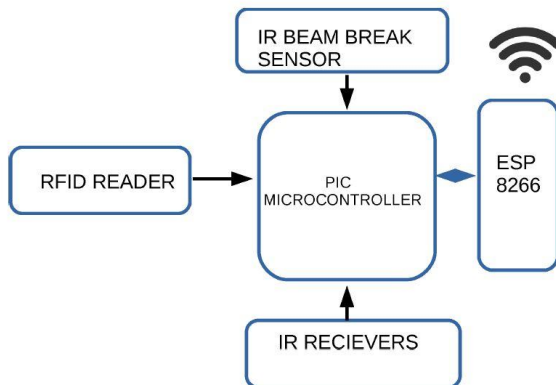 IR BEAM BREAK
SENSOR
RFID READER
PIC
MICROCONTROLLER
ESP
8266
IR RECIEVERS